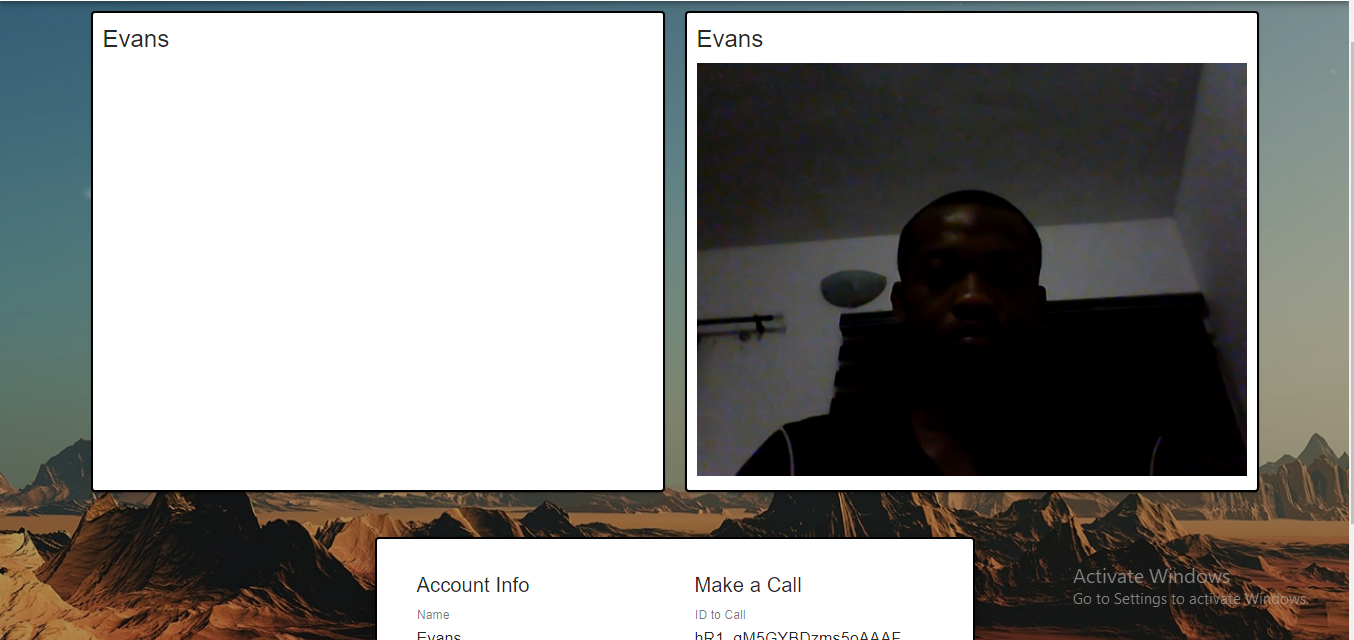 Evans
Evans
Account Info
Make a Call
Name
ID to Call
Evans
Activate Windows
Go to Settings to activate Windows.